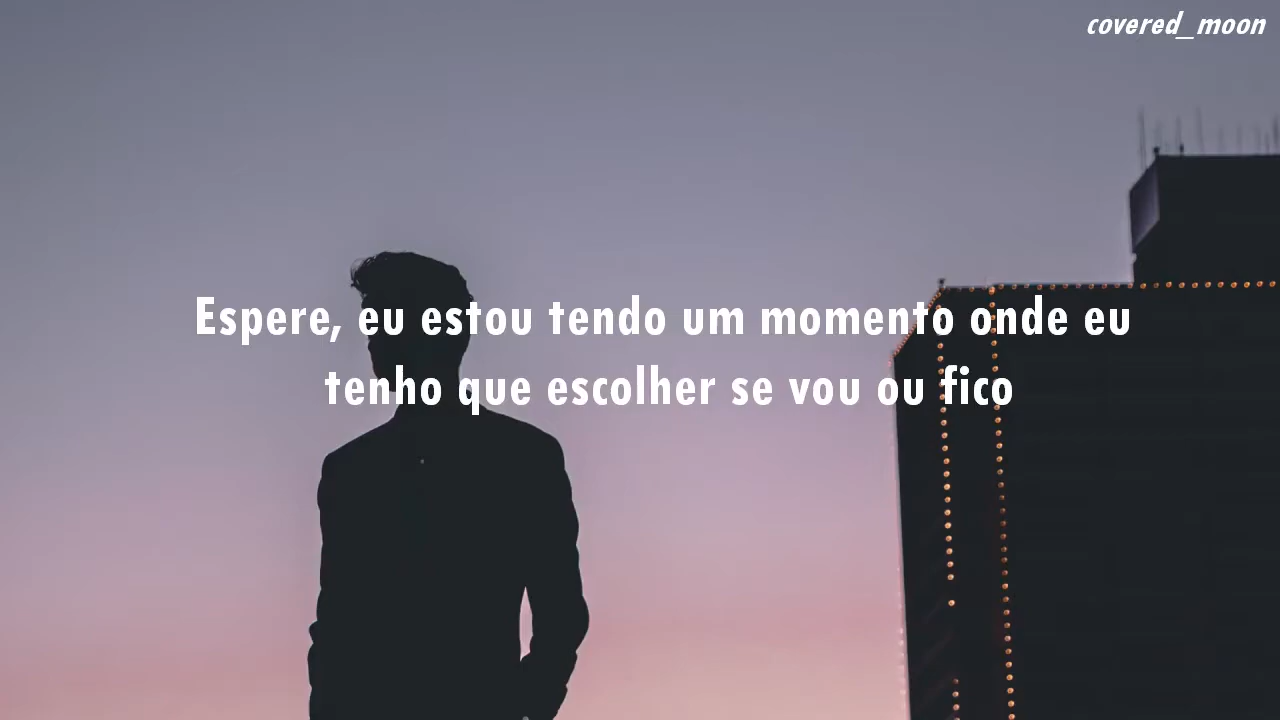 covered_moon
Espere, eu estou tendo um momento onde eu
tenho que escolher se vou ou fico